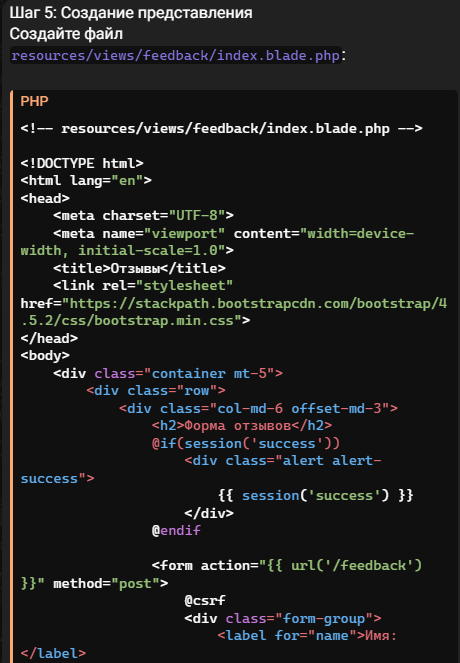 Шаг 5: Создание представления
Создайте файл
resources/views/feedback/index.blade.php:
PHP
<!-- resources/views/feedback/index.blade.php -->
<!DOCTYPE html>
<html lang="en">
<head>
    <meta charset="UTF-8">
    <meta name="viewport" content="width=device-
width, initial-scale=1.0">
    <title>Отзывы</title>
    <link rel="stylesheet"
href="https://stackpath.bootstrapcdn.com/bootstrap/4
.5.2/css/bootstrap.min.css">
</head>
<body>
    <div class="container mt-5">
        <div class="row">
            <div class="col-md-6 offset-md-3">
                <h2>Форма отзывов</h2>
                @if(session('success'))
                    <div class="alert alert-
success">
                        {{ session('success') }}
                    </div>
                @endif
                <form action="{{ url('/feedback')
}}" method="post">
                    @csrf
                    <div class="form-group">
                        <label for="name">Имя:
</label>